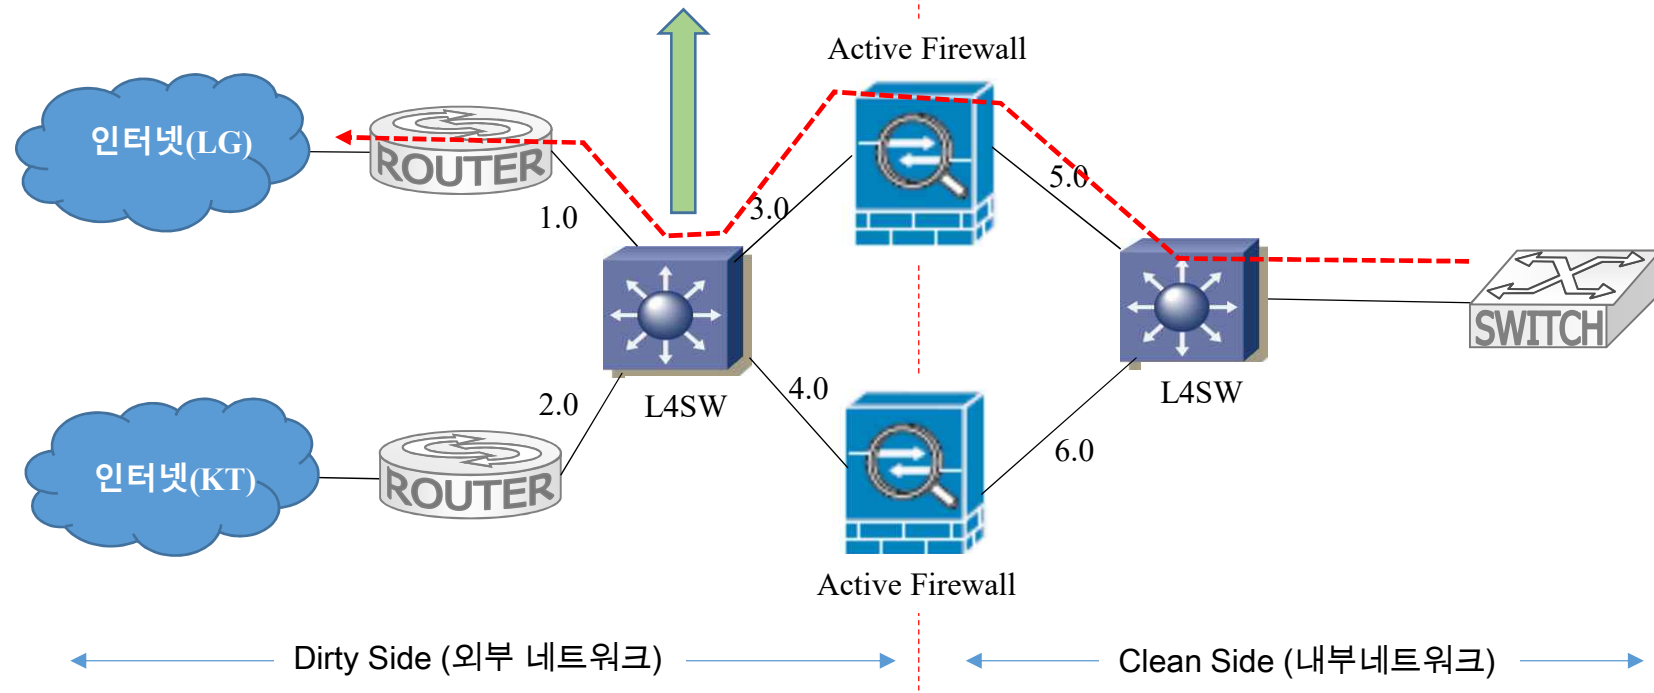 Active Firewall
인터넷(LG)
ROUTER
1.0
3.0
5.0
L4SW
L4SW
SWITCH
인터넷(KT)
ROUTER
2.0
4.0
6.0
Active Firewall
Dirty Side (외부 네트워크)
Clean Side (내부네트워크)